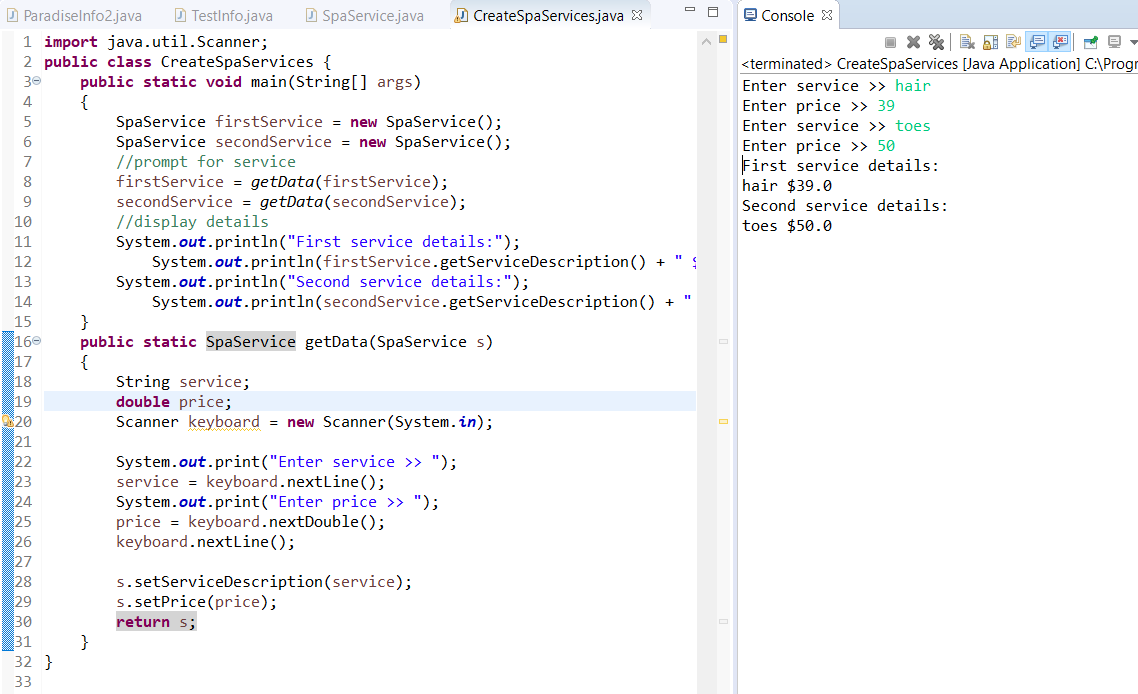 ParadiseInfo2.java TestInfo.java SpaService.java CreateSpaServices.java
1 import java.util.Scanner;
2 public class CreateSpaServices {
3 public static void main(String[] args)
4 {
5 SpaService firstService = new SpaService();
6 SpaService secondService = new SpaService();
7 //prompt for service
8 firstService = getData(firstService);
9 secondService = getData(secondService);
10 //display details
11 System.out.println("First service details:");
12 System.out.println(firstService.getServiceDescription() + " $
13 System.out.println("Second service details:");
14 System.out.println(secondService.getServiceDescription() + "
15 }
16 public static SpaService getData(SpaService s)
17 {
18 String service;
19 double price;
20 Scanner keyboard = new Scanner(System.in);
21
22 System.out.print("Enter service >> ");
23 service = keyboard.nextLine();
24 System.out.print("Enter price >> ");
25 price = keyboard.nextDouble();
26 keyboard.nextLine();
27
28 s.setServiceDescription(service);
29 s.setPrice(price);
30 return s;
31 }
32 }
33
Console
<terminated> CreateSpaServices [Java Application] C:\Progr
Enter service >> hair
Enter price >> 39
Enter service >> toes
Enter price >> 50
First service details:
hair $39.0
Second service details:
toes $50.0